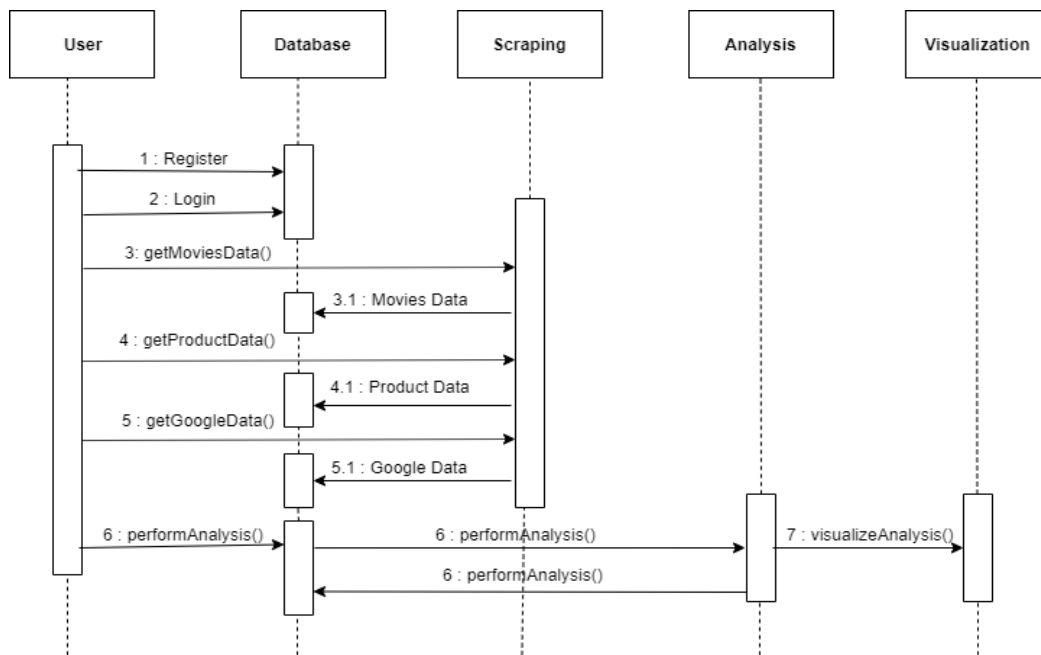 User
Database
Scraping
Analysis
Visualization
1 : Register
2 : Login
3: getMoviesData()
3.1 : Movies Data
4 : getProductData()
4.1 : Product Data
5 : getGoogleData()
5.1 : Google Data
6 : performAnalysis()
6 : performAnalysis()
7 : visualizeAnalysis()
6 : performAnalysis()